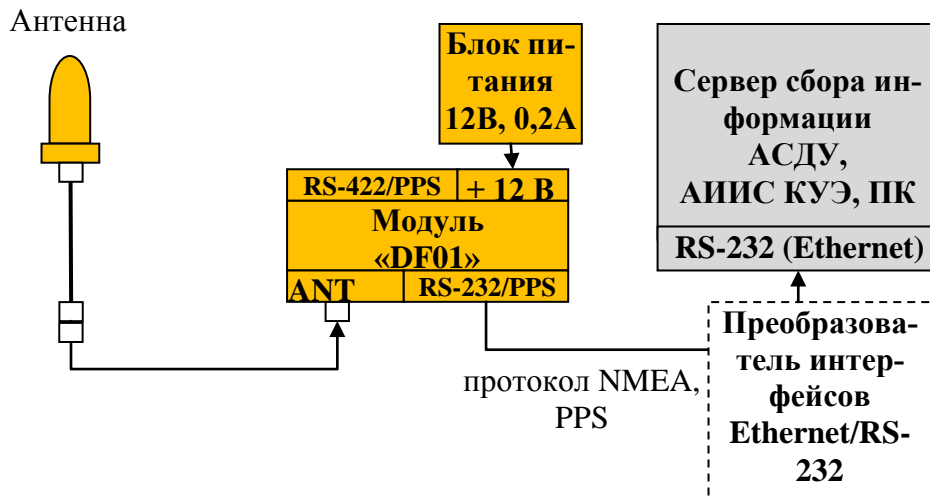 Антенна
Блок пи-
тания
12В, 0,2А
Сервер сбора ин-
формации
АСДУ,
АИИС КУЭ, ПК
RS-232 (Ethernet)
RS-422/PPS
+ 12 В
Модуль
«DF01»
ANT
RS-232/PPS
протокол NMEA,
PPS
Преобразова-
тель интер-
фейсов
Ethernet/RS-
232